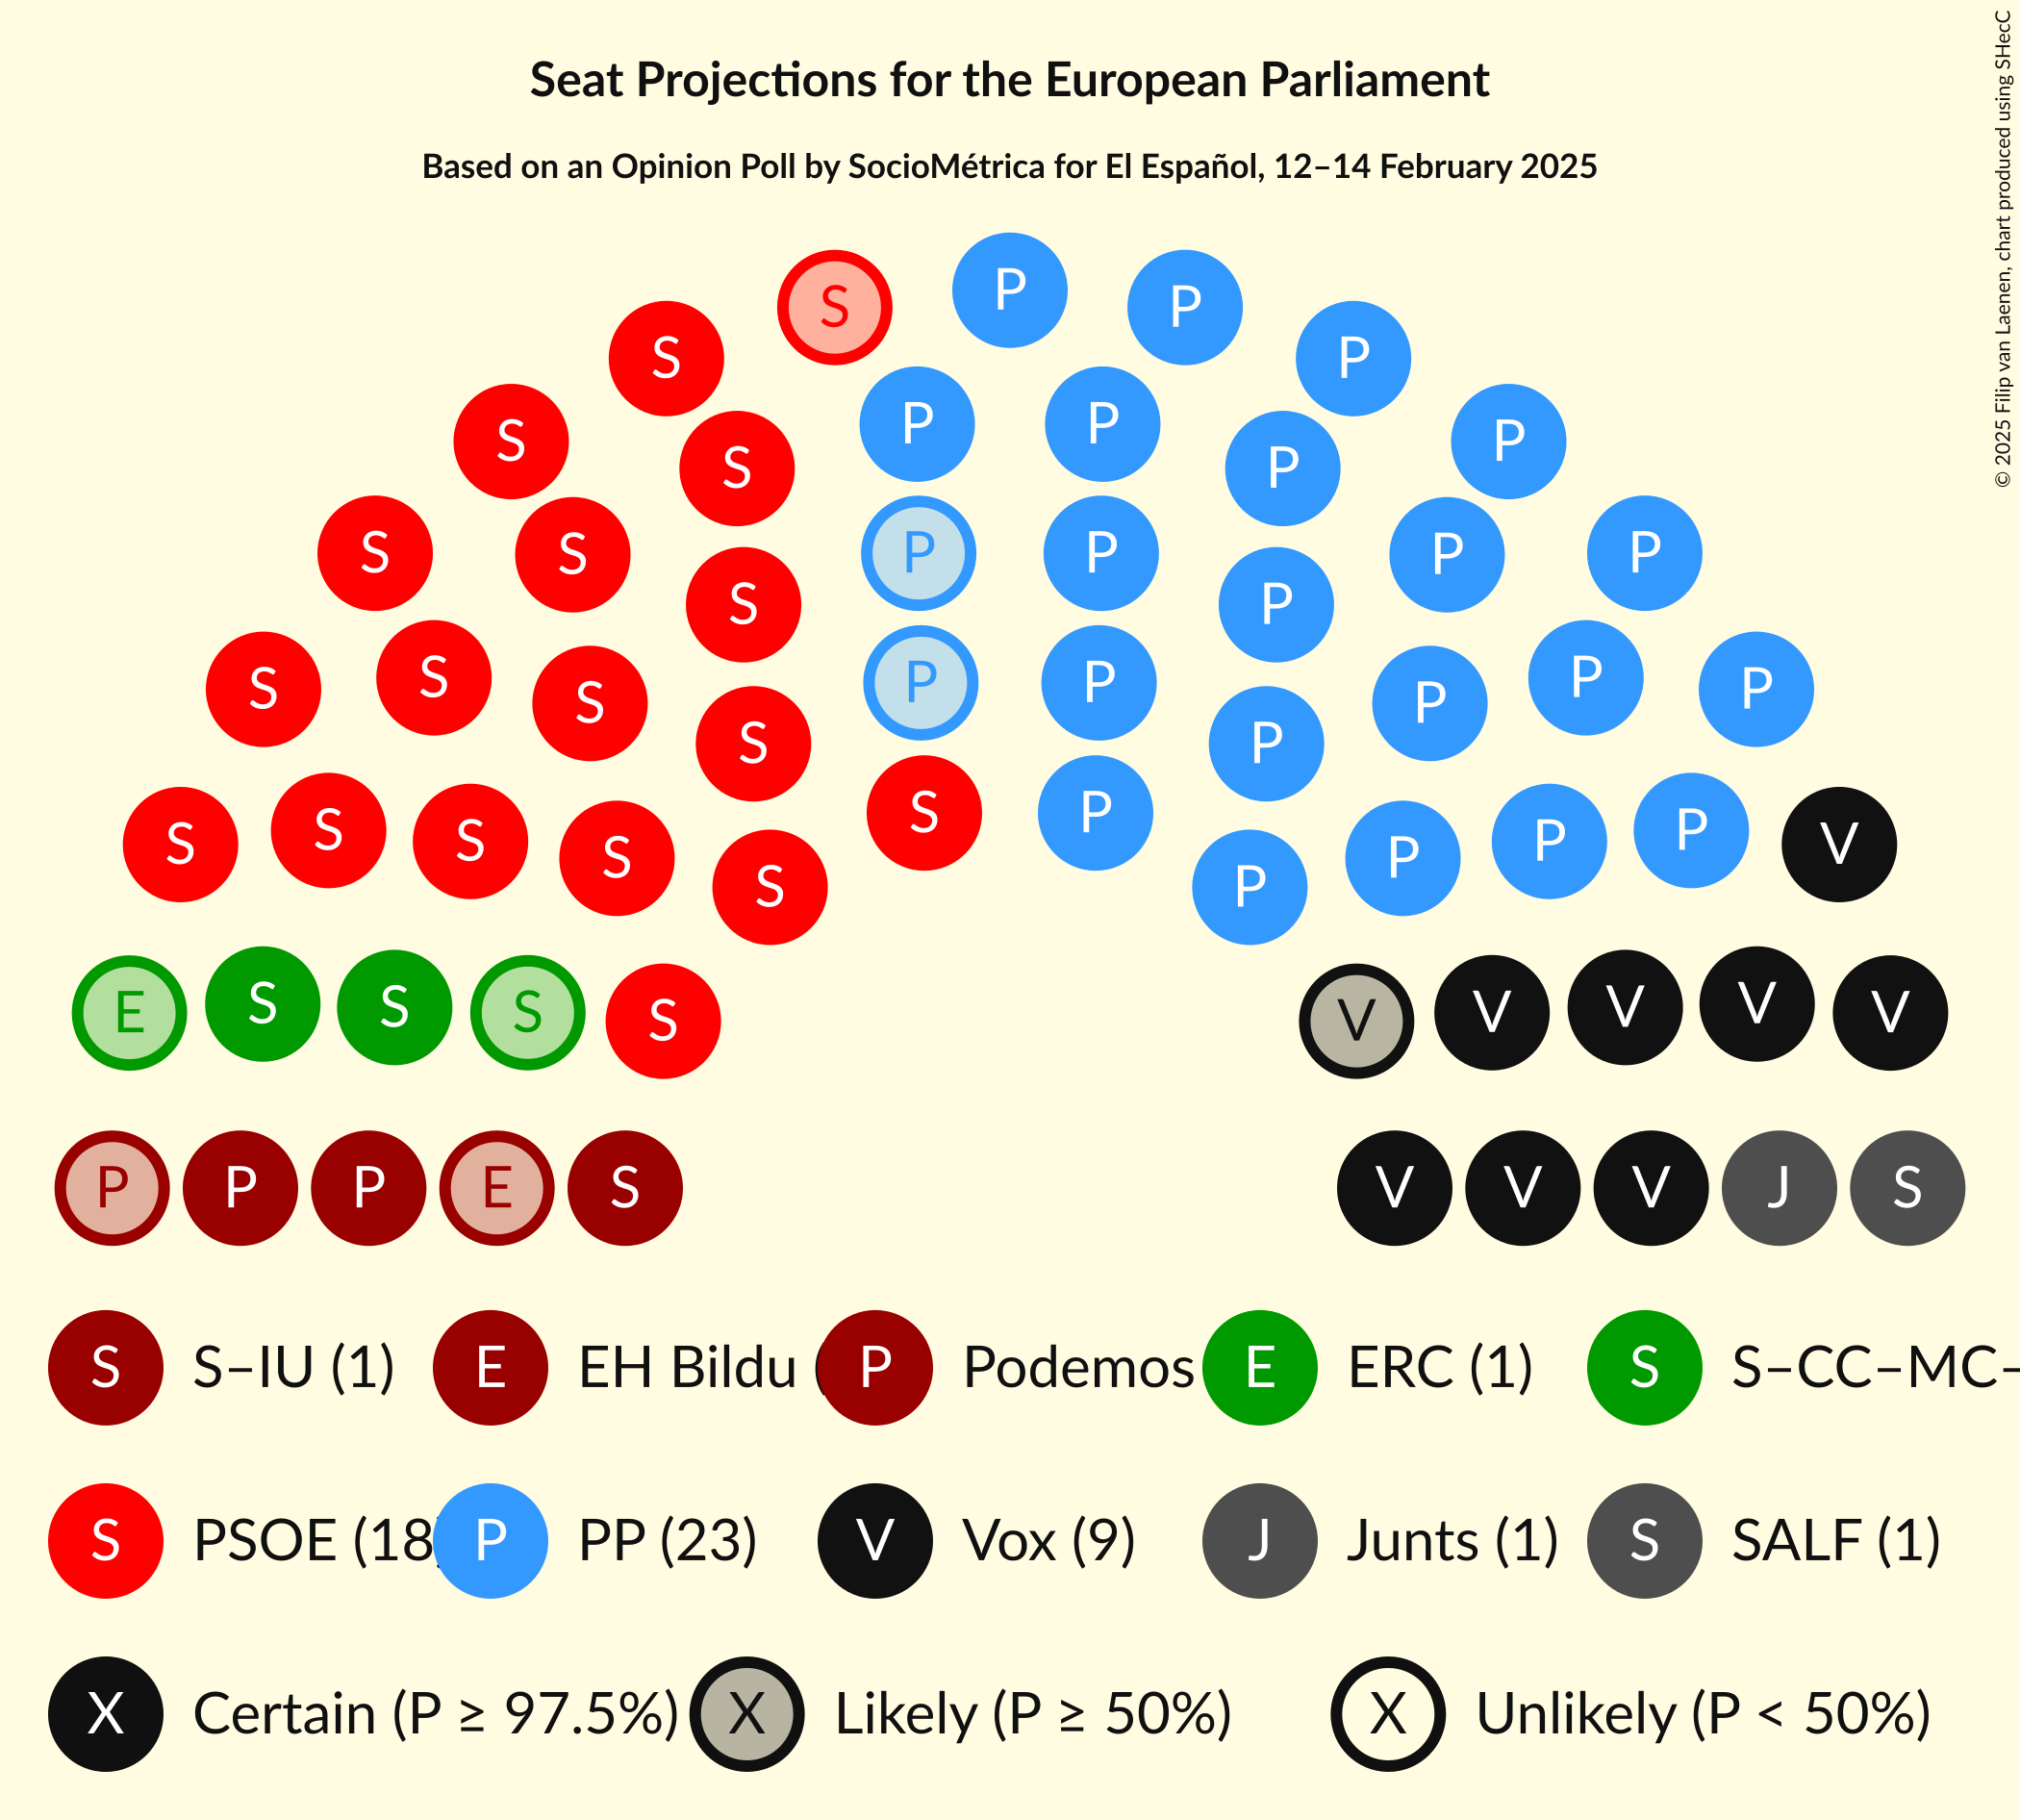 Seat Projections for the European Parliament
Based on an Opinion Poll by SocioMétrica for El Español, 12–14 February 2025
© 2025 Filip van Laenen, chart produced using SHecC
S P P P
S P P P
S S P P P
S S S P P P P
S S P P P
S S S P P P P P
S S P P
S S S S S P P P P P V
E S S S S V V V V V
P P P E S V V V J S
S S–IU (1) E EH Bildu P Podemos E ERC (1) S S–CC–MC–
S PSOE (18) P PP (23) V Vox (9) J Junts (1) S SALF (1)
X Certain (P ≥ 97.5%) X Likely (P ≥ 50%) X Unlikely (P < 50%)